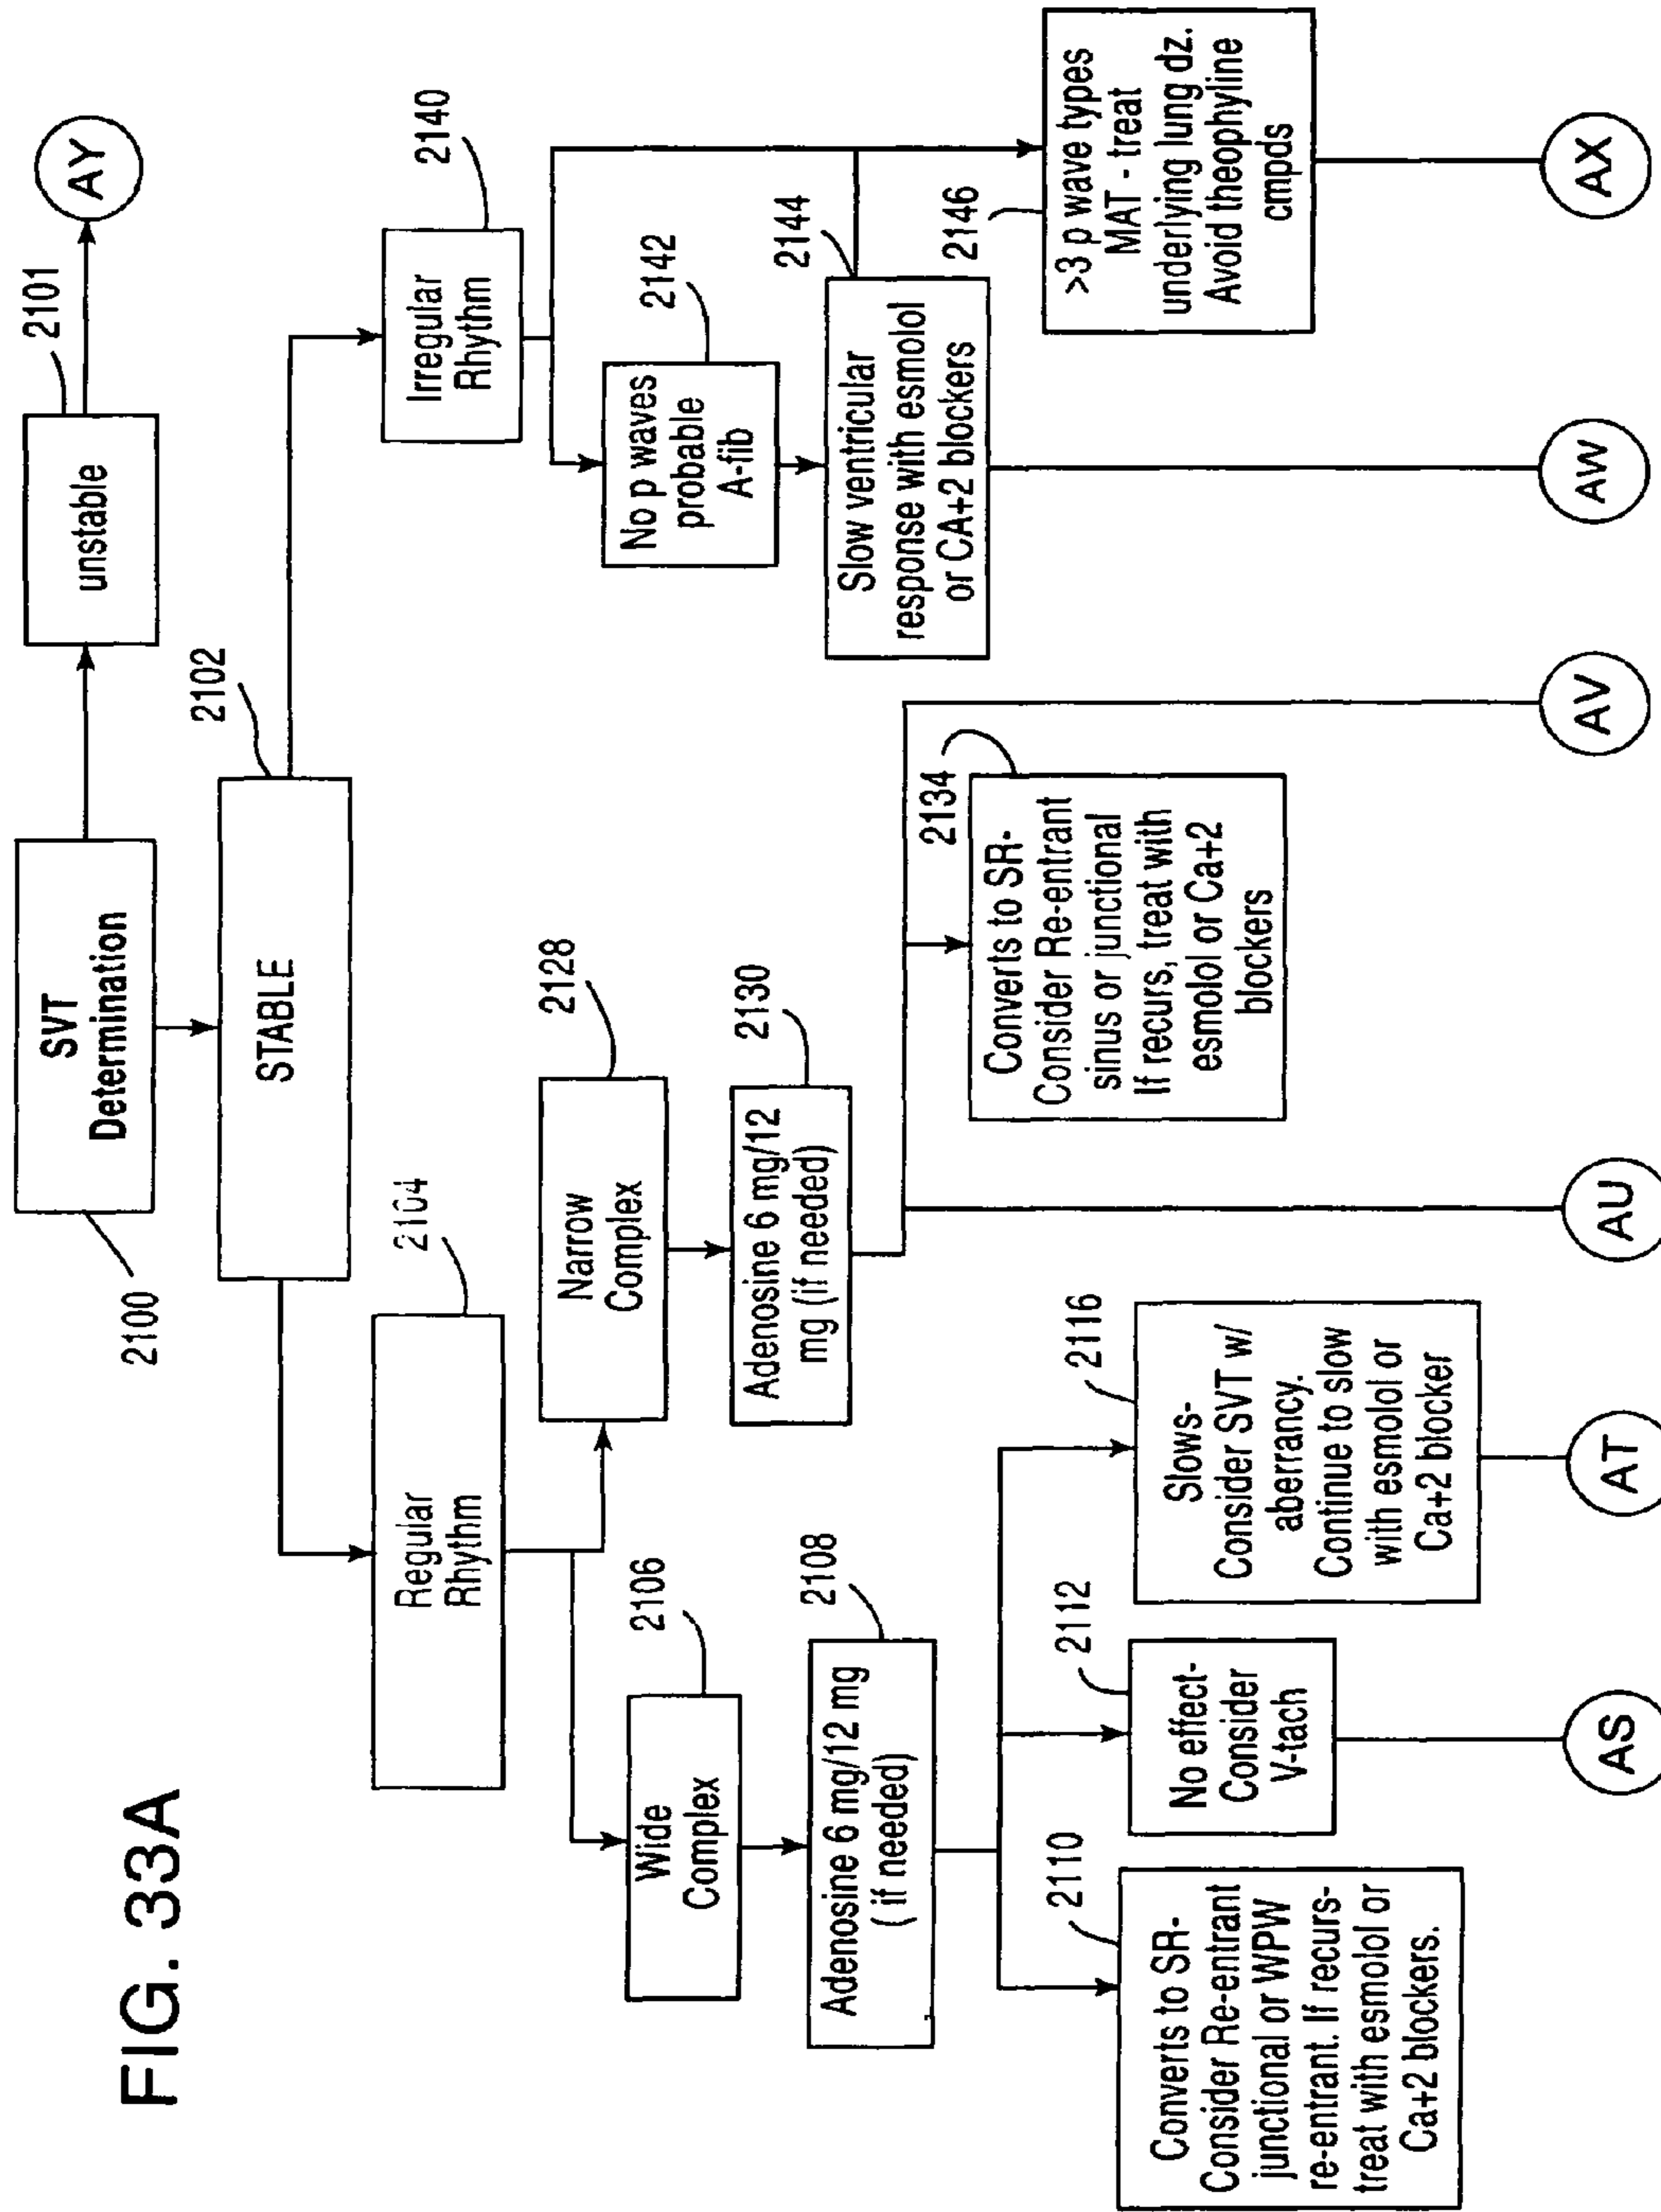 FIG. 33A
SVT
Determination
2100
unstable
2101
AY
STABLE
2102
Regular
Rhythm
2104
Irregular
Rhythm
2140
Wide
Complex
2106
Narrow
Complex
2128
No p waves
probable
A-fib
2142
Adenosine 6 mg/12 mg
( if needed)
2108
Adenosine 6 mg/12
mg (if needed)
2130
Slow ventricular
response with esmolol
or CA+2 blockers
2144
Converts to SR-
Consider Re-entrant
junctional or WPW
re-entrant. If recurs-
treat with esmolol or
Ca+2 blockers.
2110
No effect-
Consider
V-tach
2112
Slows-
Consider SVT w/
aberrancy.
Continue to slow
with esmolol or
Ca+2 blocker
2116
Converts to SR-
Consider Re-entrant
sinus or junctional
If recurs, treat with
esmolol or Ca+2
blockers
2134
>3 p wave types
MAT - treat
underlying lung dz.
Avoid theophyline
cmpds
2146
AS
AT
AU
AV
AW
AX